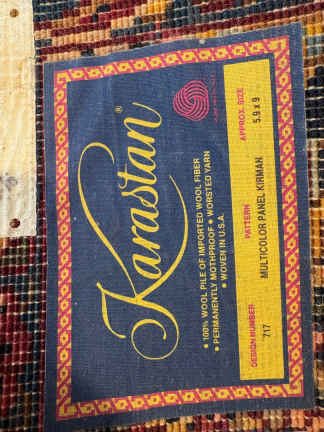 Karastan®
• 100% WOOL PILE OF IMPORTED WOOL FIBER
• PERMANENTLY MOTHPROOF • WORSTED YARN
• WOVEN IN U.S.A.
DESIGN NUMBER PATTERN APPROX. SIZE
717 MULTICOLOR PANEL KIRMAN 5.9 x 9